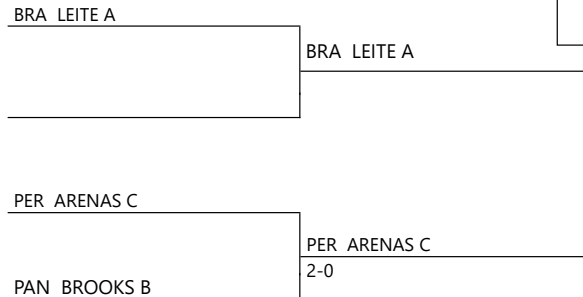 BRA LEITE A
BRA LEITE A
PER ARENAS C
PER ARENAS C
2-0
PAN BROOKS B